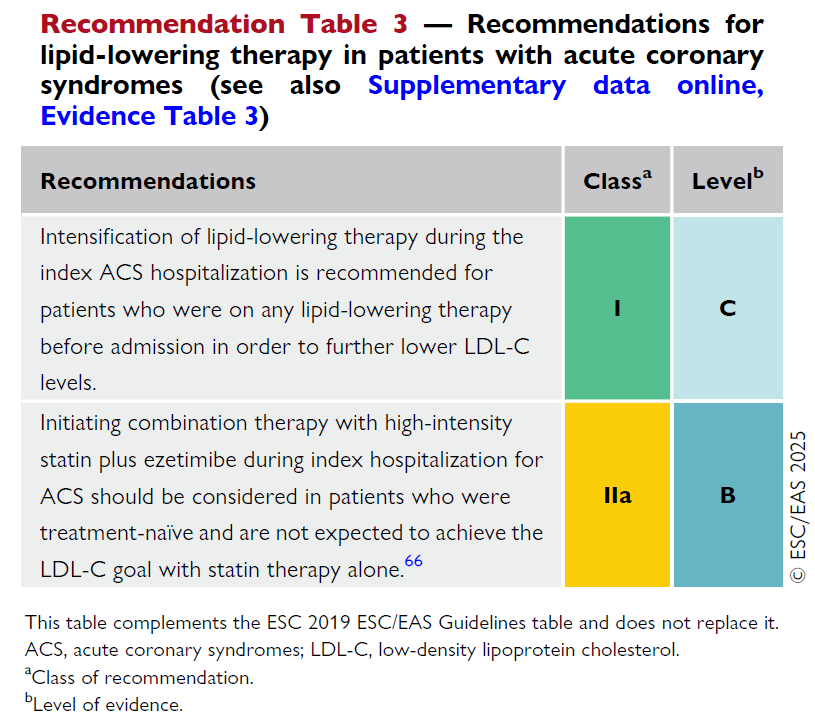 Recommendation Table 3 — Recommendations for
lipid-lowering therapy in patients with acute coronary
syndromes (see also Supplementary data online,
Evidence Table 3)
Recommendations Classᵃ Levelᵇ
Intensification of lipid-lowering therapy during the
index ACS hospitalization is recommended for
patients who were on any lipid-lowering therapy
before admission in order to further lower LDL-C
levels.
I C
Initiating combination therapy with high-intensity
statin plus ezetimibe during index hospitalization for
ACS should be considered in patients who were
treatment-naïve and are not expected to achieve the
LDL-C goal with statin therapy alone.⁶⁶
IIa B
© ESC/EAS 2025
This table complements the ESC 2019 ESC/EAS Guidelines table and does not replace it.
ACS, acute coronary syndromes; LDL-C, low-density lipoprotein cholesterol.
ᵃClass of recommendation.
ᵇLevel of evidence.